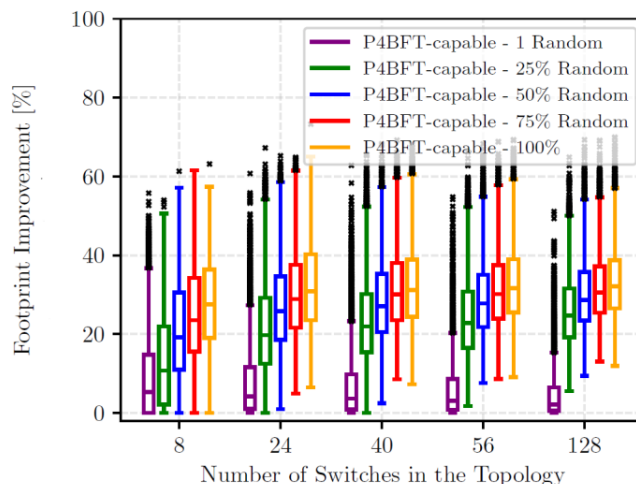 100
80
60
40
20
0
Footprint Improvement [%]
P4BFT-capable - 1 Random
P4BFT-capable - 25% Random
P4BFT-capable - 50% Random
P4BFT-capable - 75% Random
P4BFT-capable - 100%
8 24 40 56 128
Number of Switches in the Topology